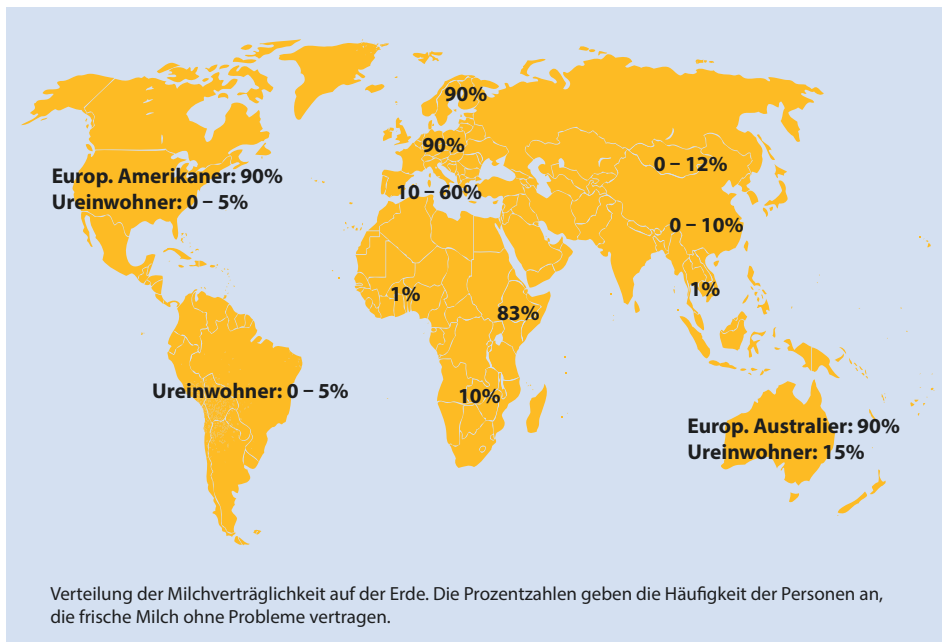 90%
90%
Europ. Amerikaner: 90%
Ureinwohner: 0 – 5%
10 – 60%
0 – 12%
0 – 10%
1%
1%
83%
Ureinwohner: 0 – 5%
10%
Europ. Australier: 90%
Ureinwohner: 15%
Verteilung der Milchverträglichkeit auf der Erde. Die Prozentzahlen geben die Häufigkeit der Personen an,
die frische Milch ohne Probleme vertragen.